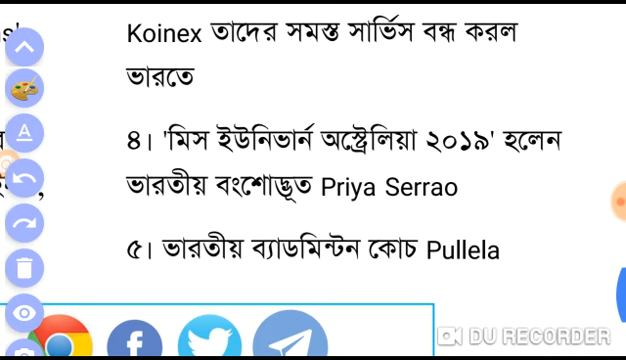 Koinex তাদের সমস্ত সার্ভিস বন্ধ করল
ভারতে
৪। 'মিস ইউনিভার্ন অস্ট্রেলিয়া ২০১৯' হলেন
ভারতীয় বংশোদ্ভূত Priya Serrao
৫। ভারতীয় ব্যাডমিন্টন কোচ Pullela
DU RECORDER